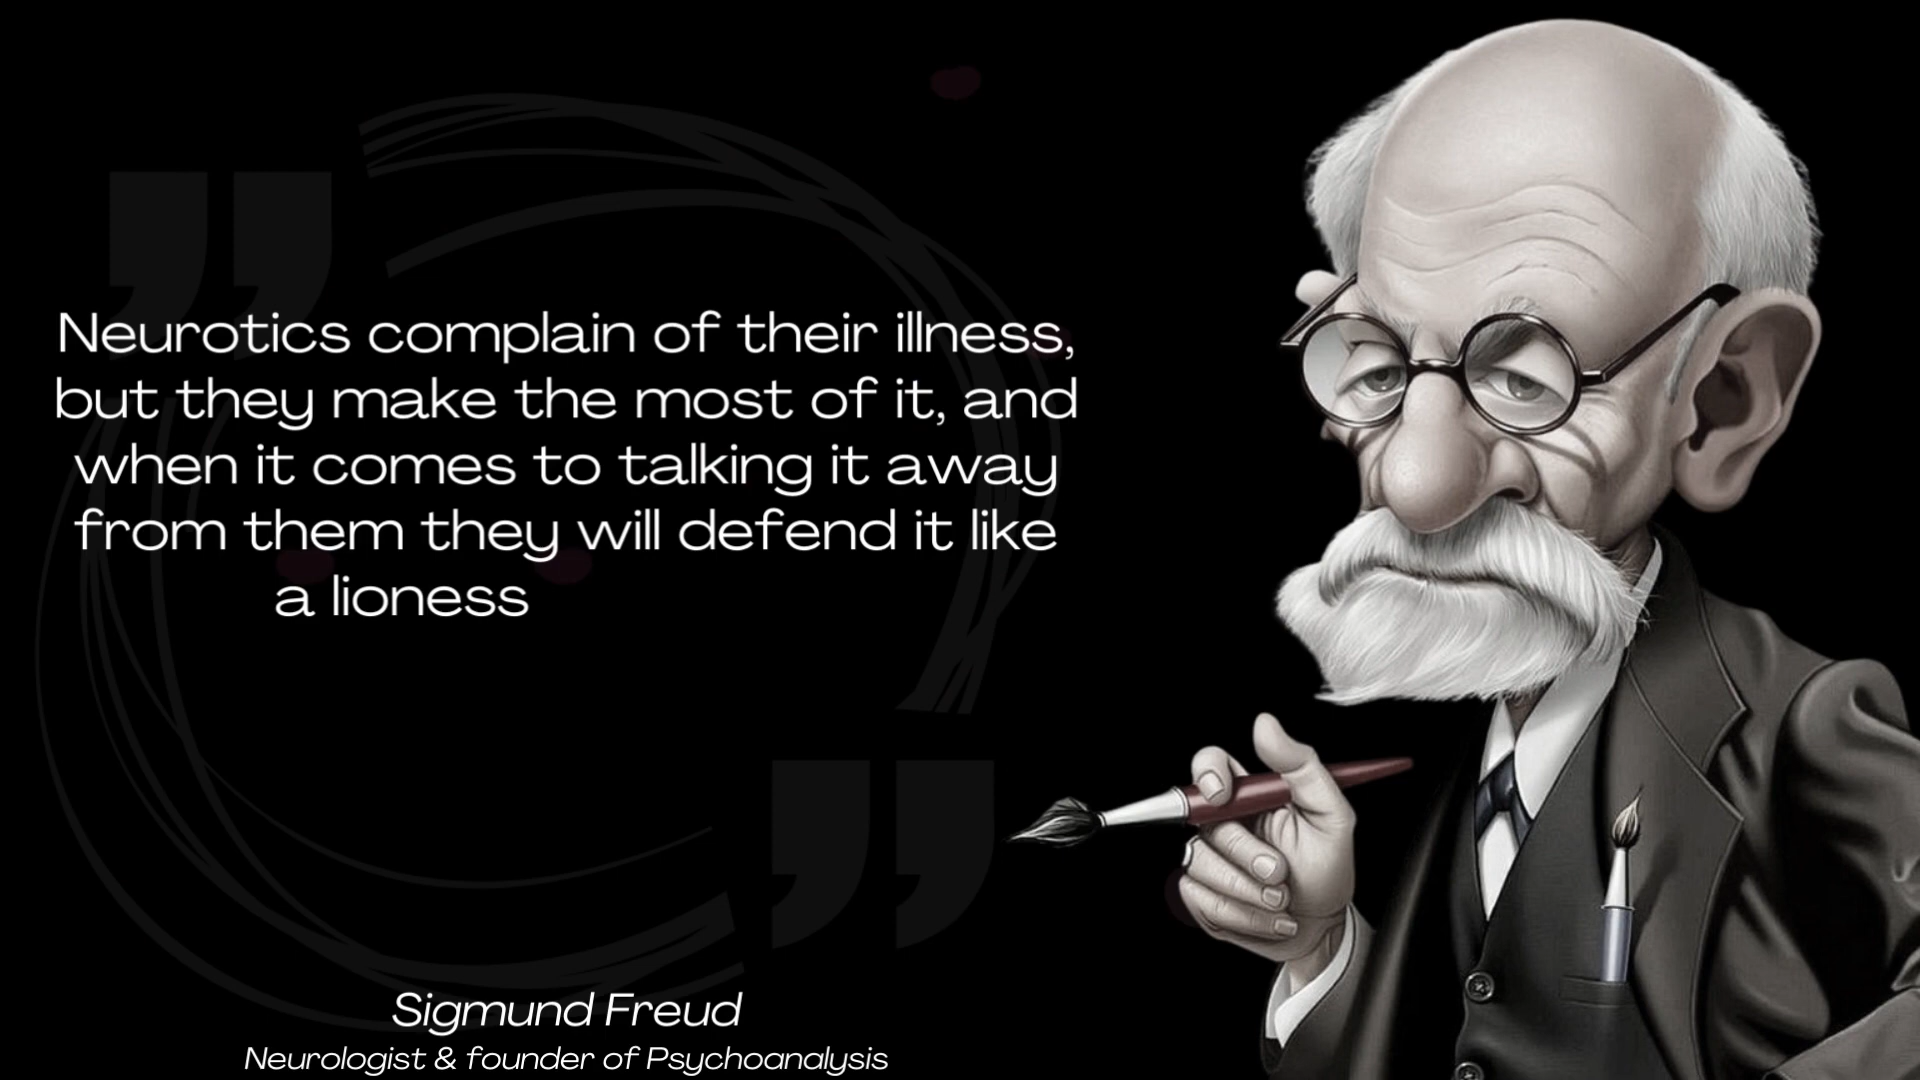 Neurotics complain of their illness,
but they make the most of it, and
when it comes to talking it away
from them they will defend it like
a lioness
Sigmund Freud
Neurologist & founder of Psychoanalysis